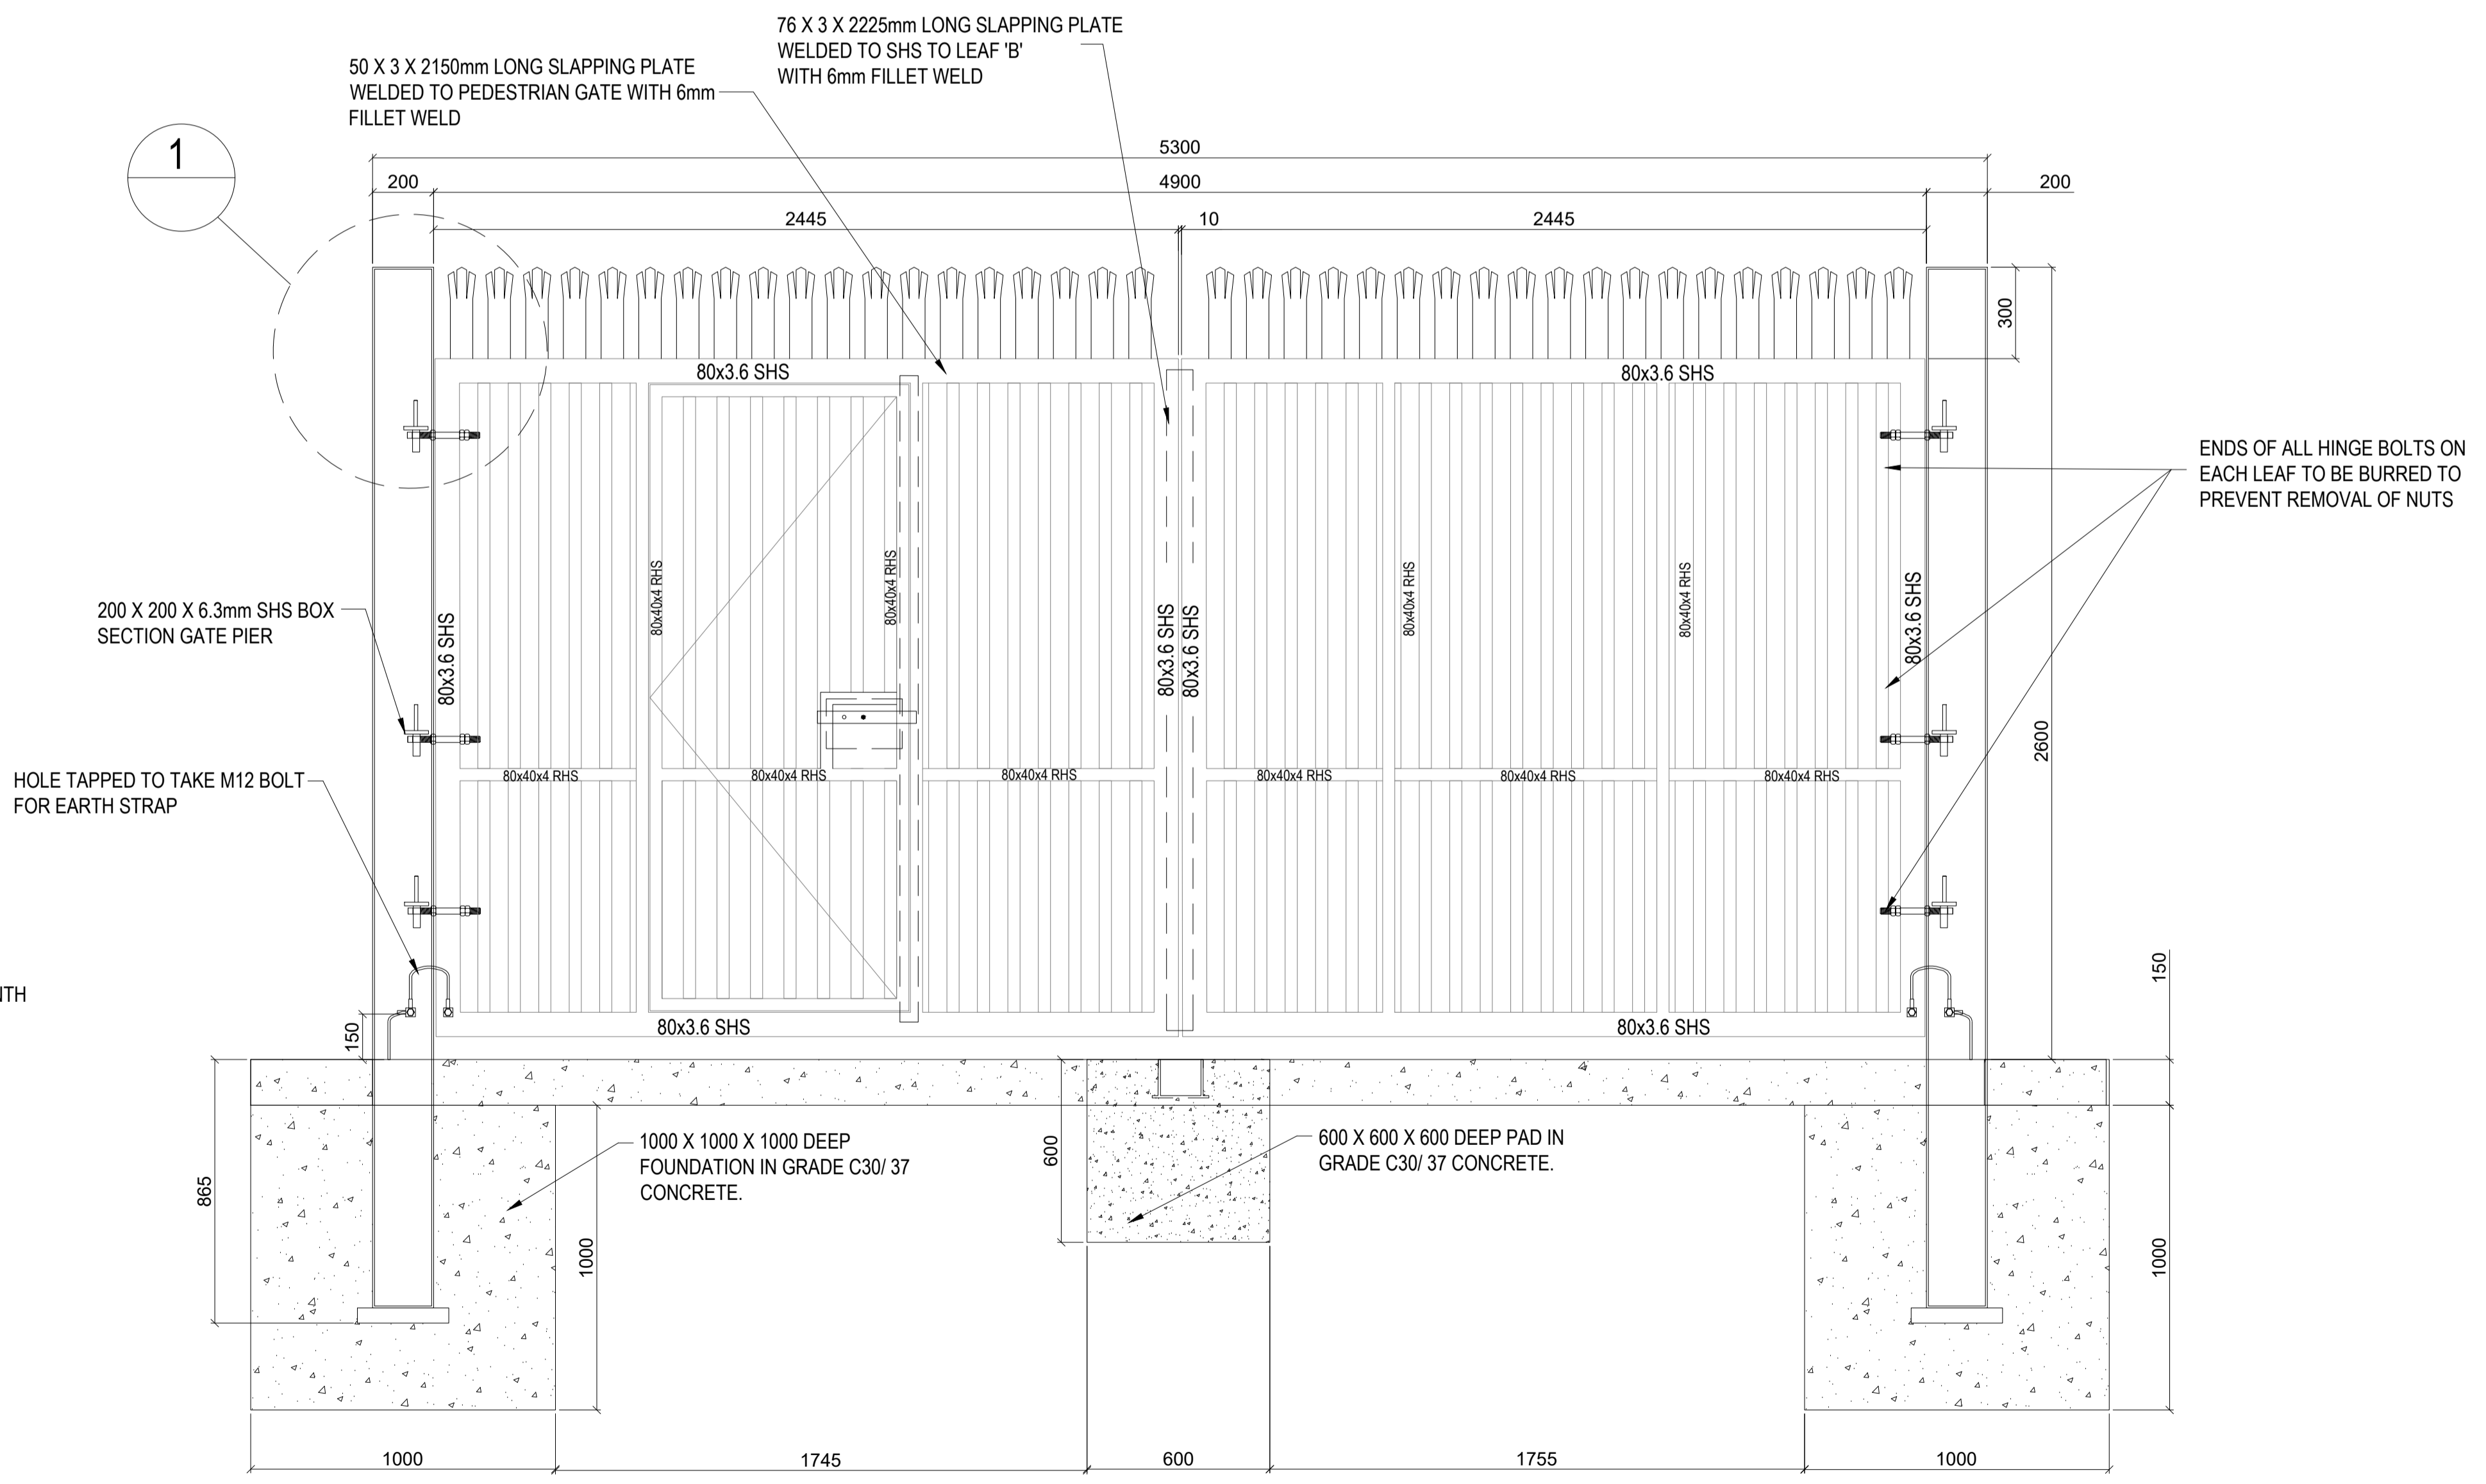 76 X 3 X 2225mm LONG SLAPPING PLATE
WELDED TO SHS TO LEAF 'B'
WITH 6mm FILLET WELD
50 X 3 X 2150mm LONG SLAPPING PLATE
WELDED TO PEDESTRIAN GATE WITH 6mm
FILLET WELD
1
5300
200
4900
200
2445
10
2445
300
80x3.6 SHS
80x3.6 SHS
ENDS OF ALL HINGE BOLTS ON
EACH LEAF TO BE BURRED TO
PREVENT REMOVAL OF NUTS
200 X 200 X 6.3mm SHS BOX
SECTION GATE PIER
80x3.6 SHS
80x40x4 RHS
80x40x4 RHS
80x3.6 SHS
80x3.6 SHS
80x40x4 RHS
80x40x4 RHS
80x3.6 SHS
2600
HOLE TAPPED TO TAKE M12 BOLT
FOR EARTH STRAP
80x40x4 RHS
80x40x4 RHS
80x40x4 RHS
80x40x4 RHS
80x40x4 RHS
80x40x4 RHS
NTH
150
150
80x3.6 SHS
80x3.6 SHS
865
1000 X 1000 X 1000 DEEP
FOUNDATION IN GRADE C30/ 37
CONCRETE.
600
600 X 600 X 600 DEEP PAD IN
GRADE C30/ 37 CONCRETE.
1000
1000
1000
1745
600
1755
1000